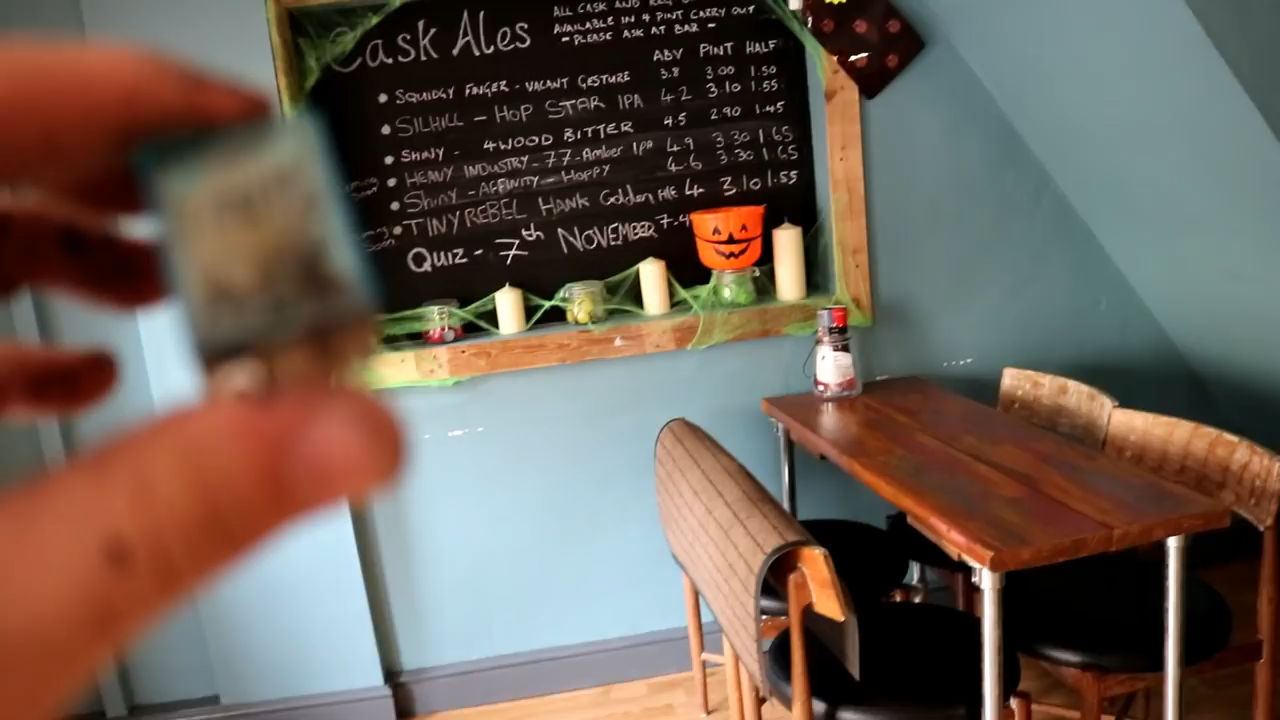 Cask Ales
ALL CASK AND KEG
AVAILABLE IN 4 PINT CARRY OUT
- PLEASE ASK AT BAR -
ABV PINT HALF
• SQUIDGY FINGER - VACANT GESTURE 3.8 3.00 1.50
• SILHILL - HOP STAR IPA 4.2 3.10 1.55
• SHINY - 4WOOD BITTER 4.5 2.90 1.45
• HEAVY INDUSTRY - 77 - Amber IPA 4.9 3.30 1.65
• Shiny - AFFINITY - HOPPY 4.6 3.30 1.65
• TINY REBEL HANK Golden Ale 4 3.10 1.55
QUIZ - 7th NOVEMBER 7.4